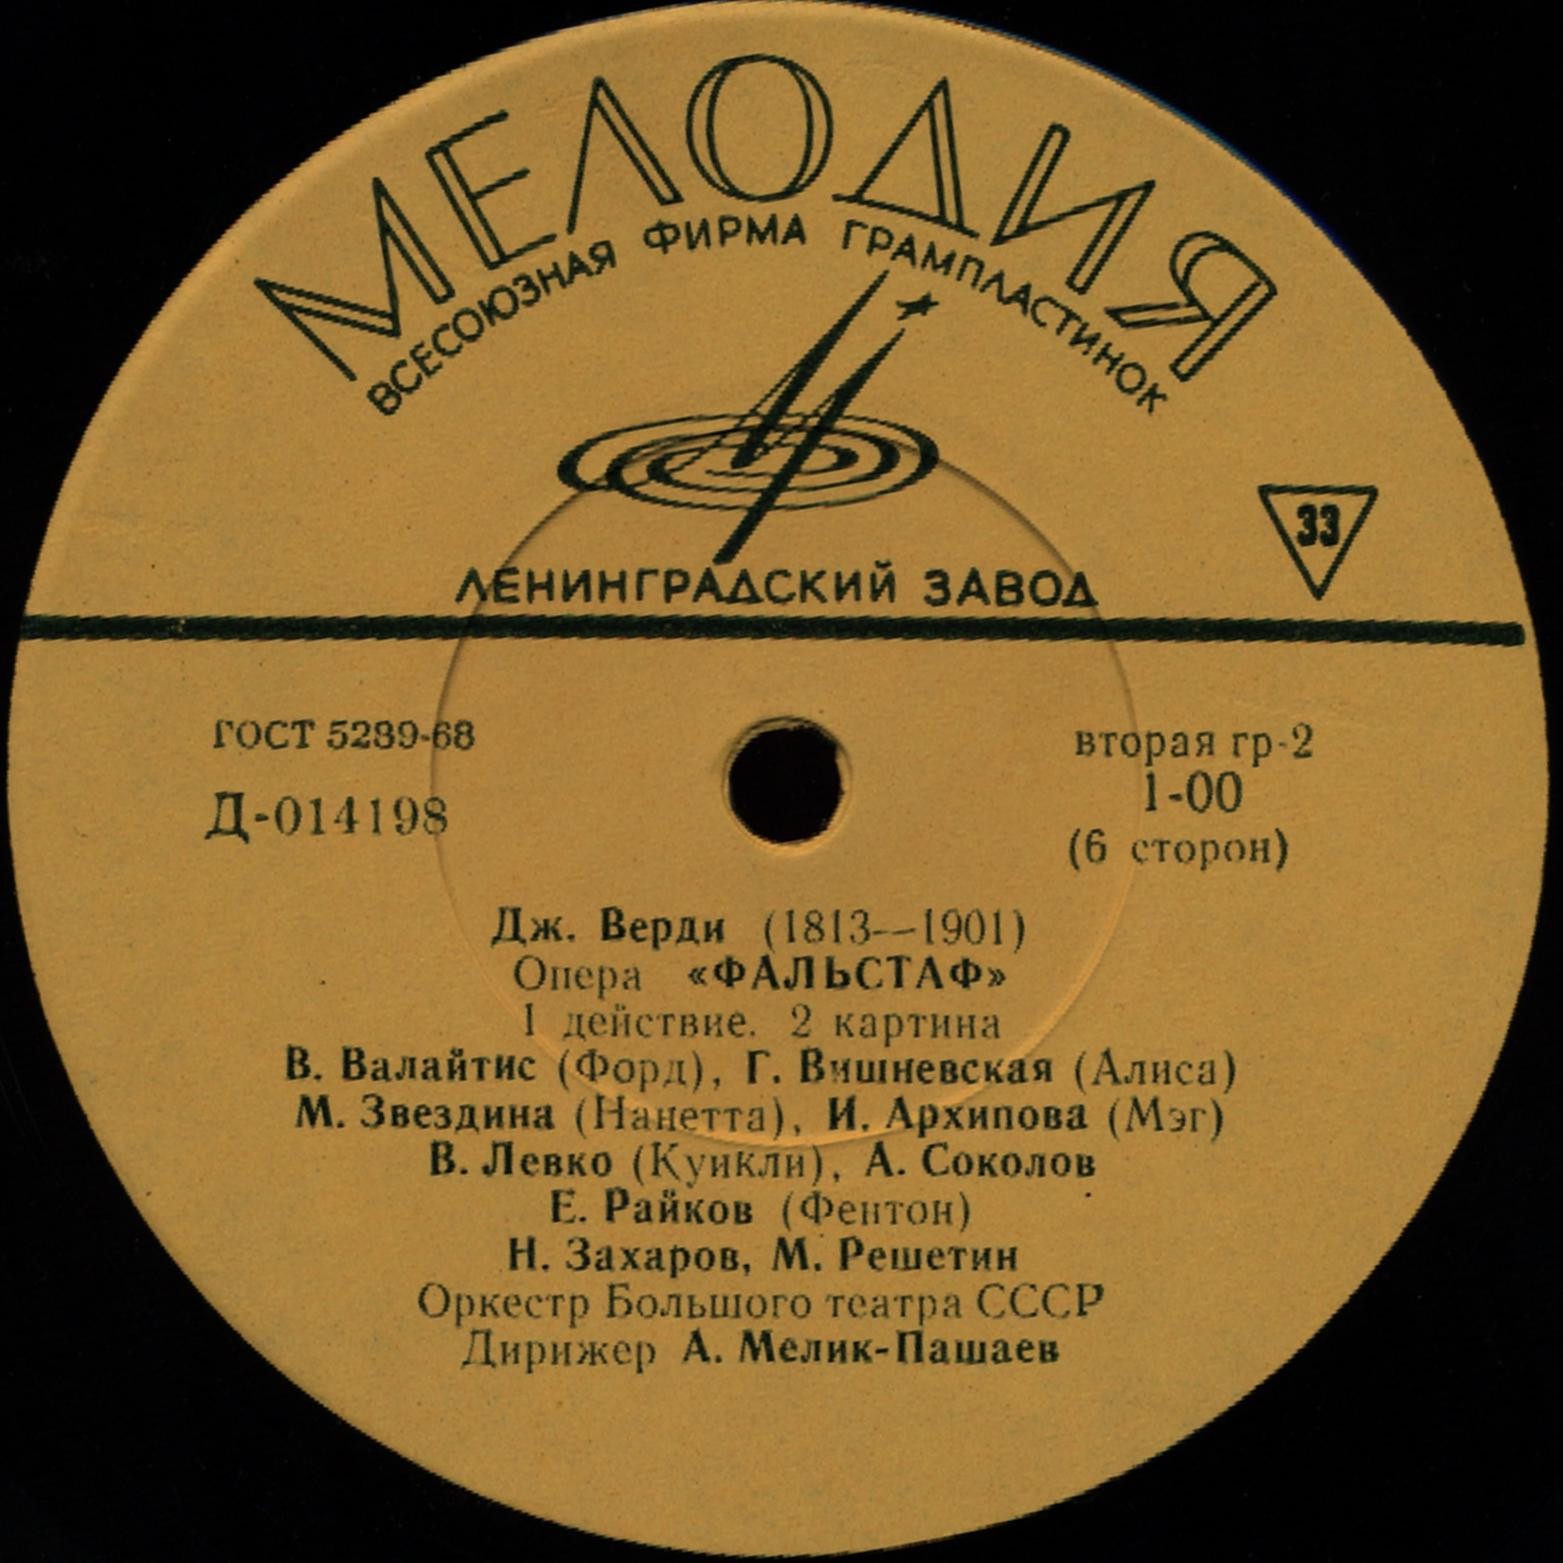 МЕЛОДИЯ
ВСЕСОЮЗНАЯ ФИРМА ГРАМПЛАСТИНОК
33
ЛЕНИНГРАДСКИЙ ЗАВОД
ГОСТ 5289-68
вторая гр-2
Д-014198
1-00
(6 сторон)
Дж. Верди (1813—1901)
Опера «ФАЛЬСТАФ»
1 действие. 2 картина
В. Валайтис (Форд), Г. Вишневская (Алиса)
М. Звездина (Нанетта), И. Архипова (Мэг)
В. Левко (Куикли), А. Соколов
Е. Райков (Фентон)
Н. Захаров, М. Решетин
Оркестр Большого театра СССР
Дирижер А. Мелик-Пашаев